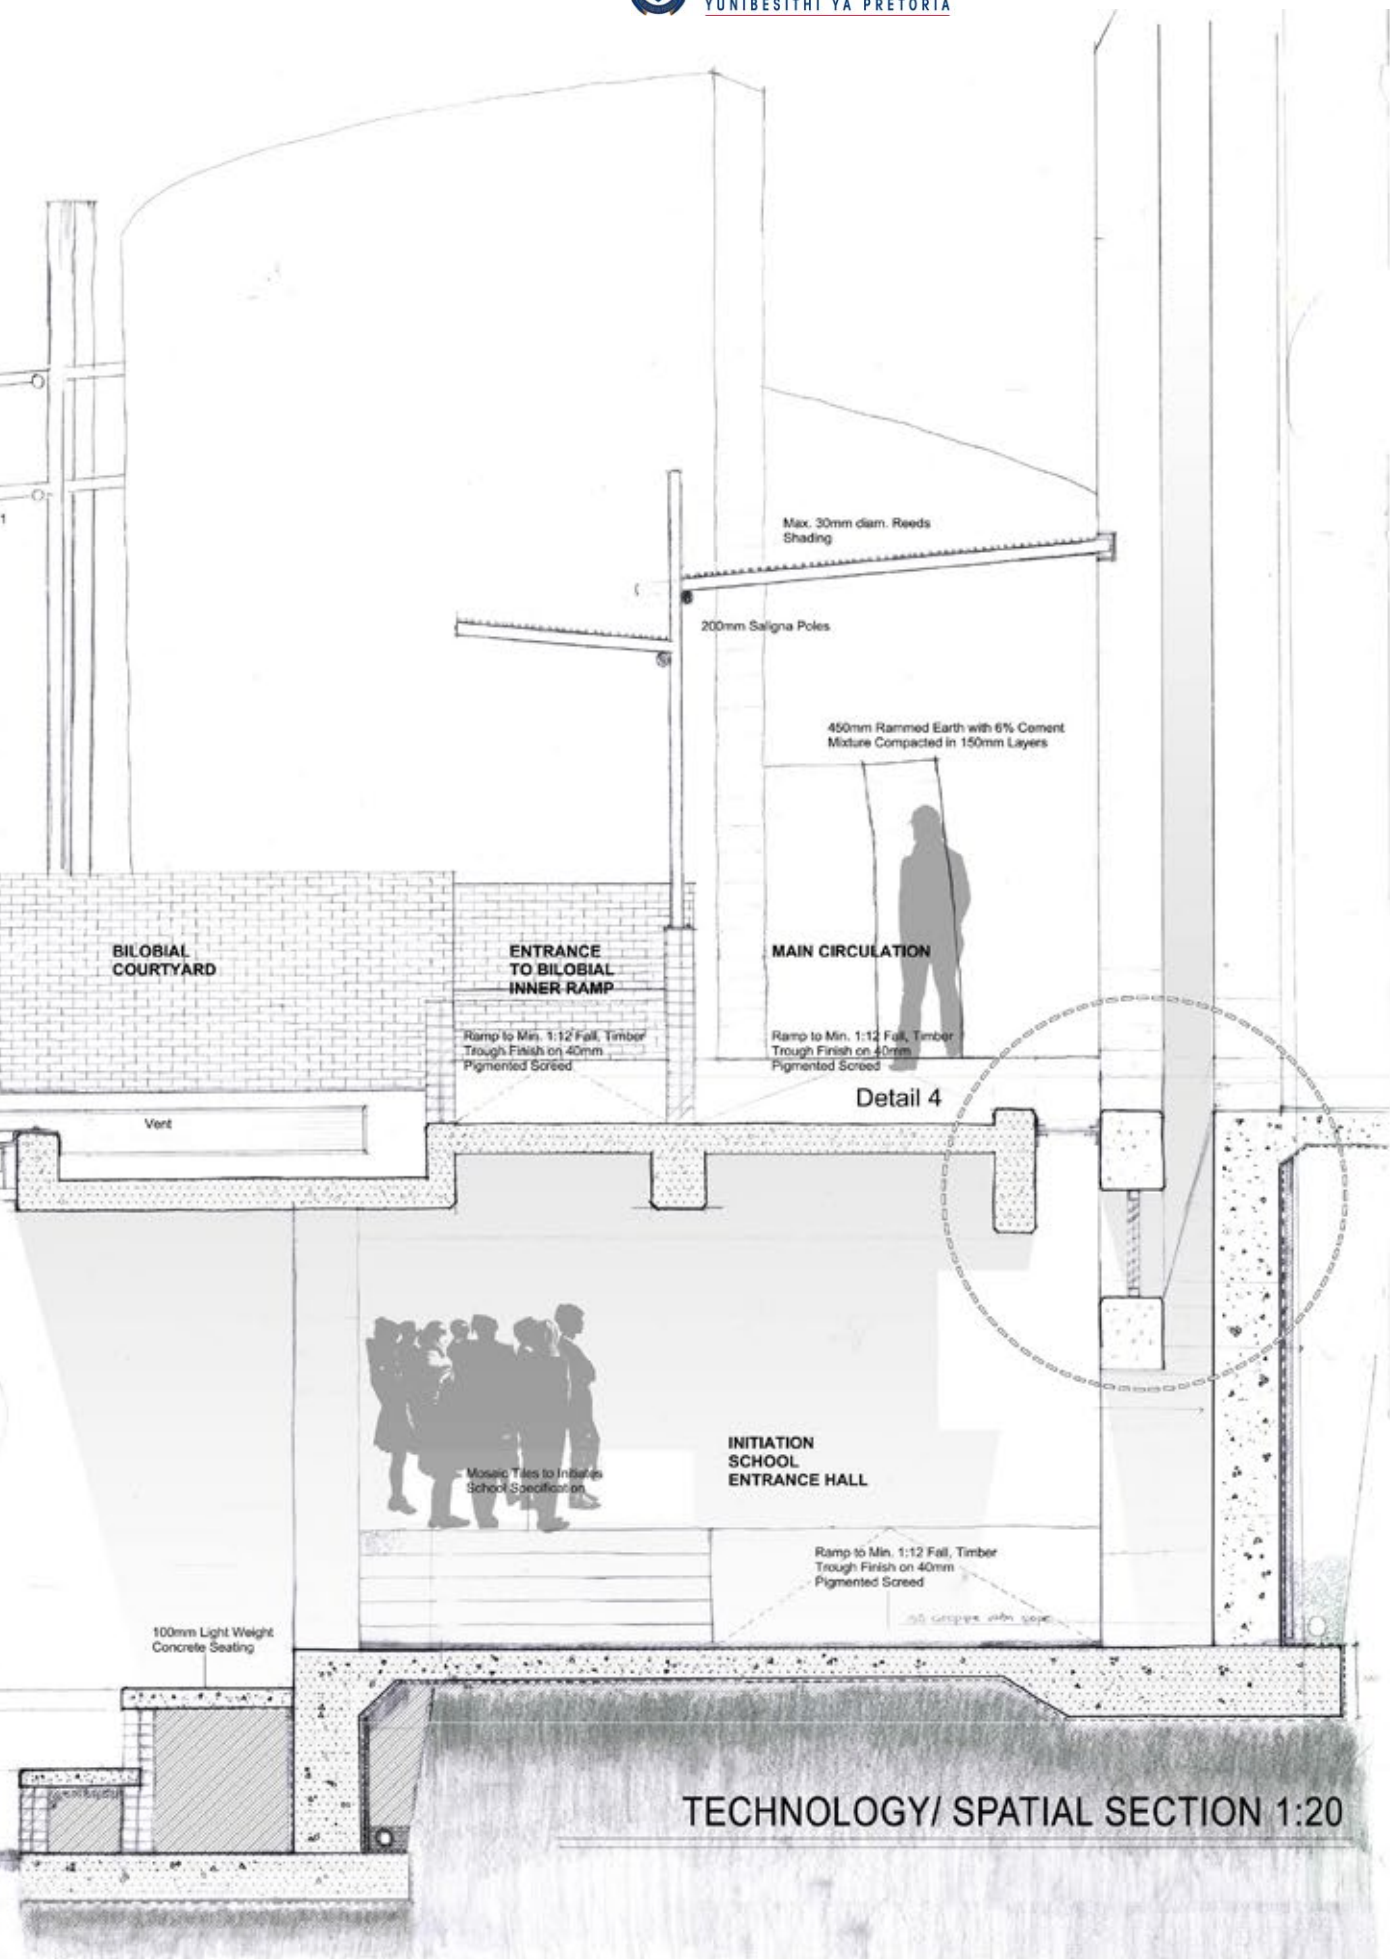 YUNIBESITHI YA PRETORIA
1
Max. 30mm diam. Reeds
Shading
200mm Saligna Poles
450mm Rammed Earth with 6% Cement
Mixture Compacted in 150mm Layers
BILOBIAL
COURTYARD
ENTRANCE
TO BILOBIAL
INNER RAMP
MAIN CIRCULATION
Ramp to Min. 1:12 Fall, Timber
Trough Finish on 40mm
Pigmented Screed
Ramp to Min. 1:12 Fall, Timber
Trough Finish on 40mm
Pigmented Screed
Detail 4
Vent
INITIATION
SCHOOL
ENTRANCE HALL
Mosaic Tiles to Initiates
School Specification
Ramp to Min. 1:12 Fall, Timber
Trough Finish on 40mm
Pigmented Screed
100mm Light Weight
Concrete Seating
TECHNOLOGY/ SPATIAL SECTION 1:20